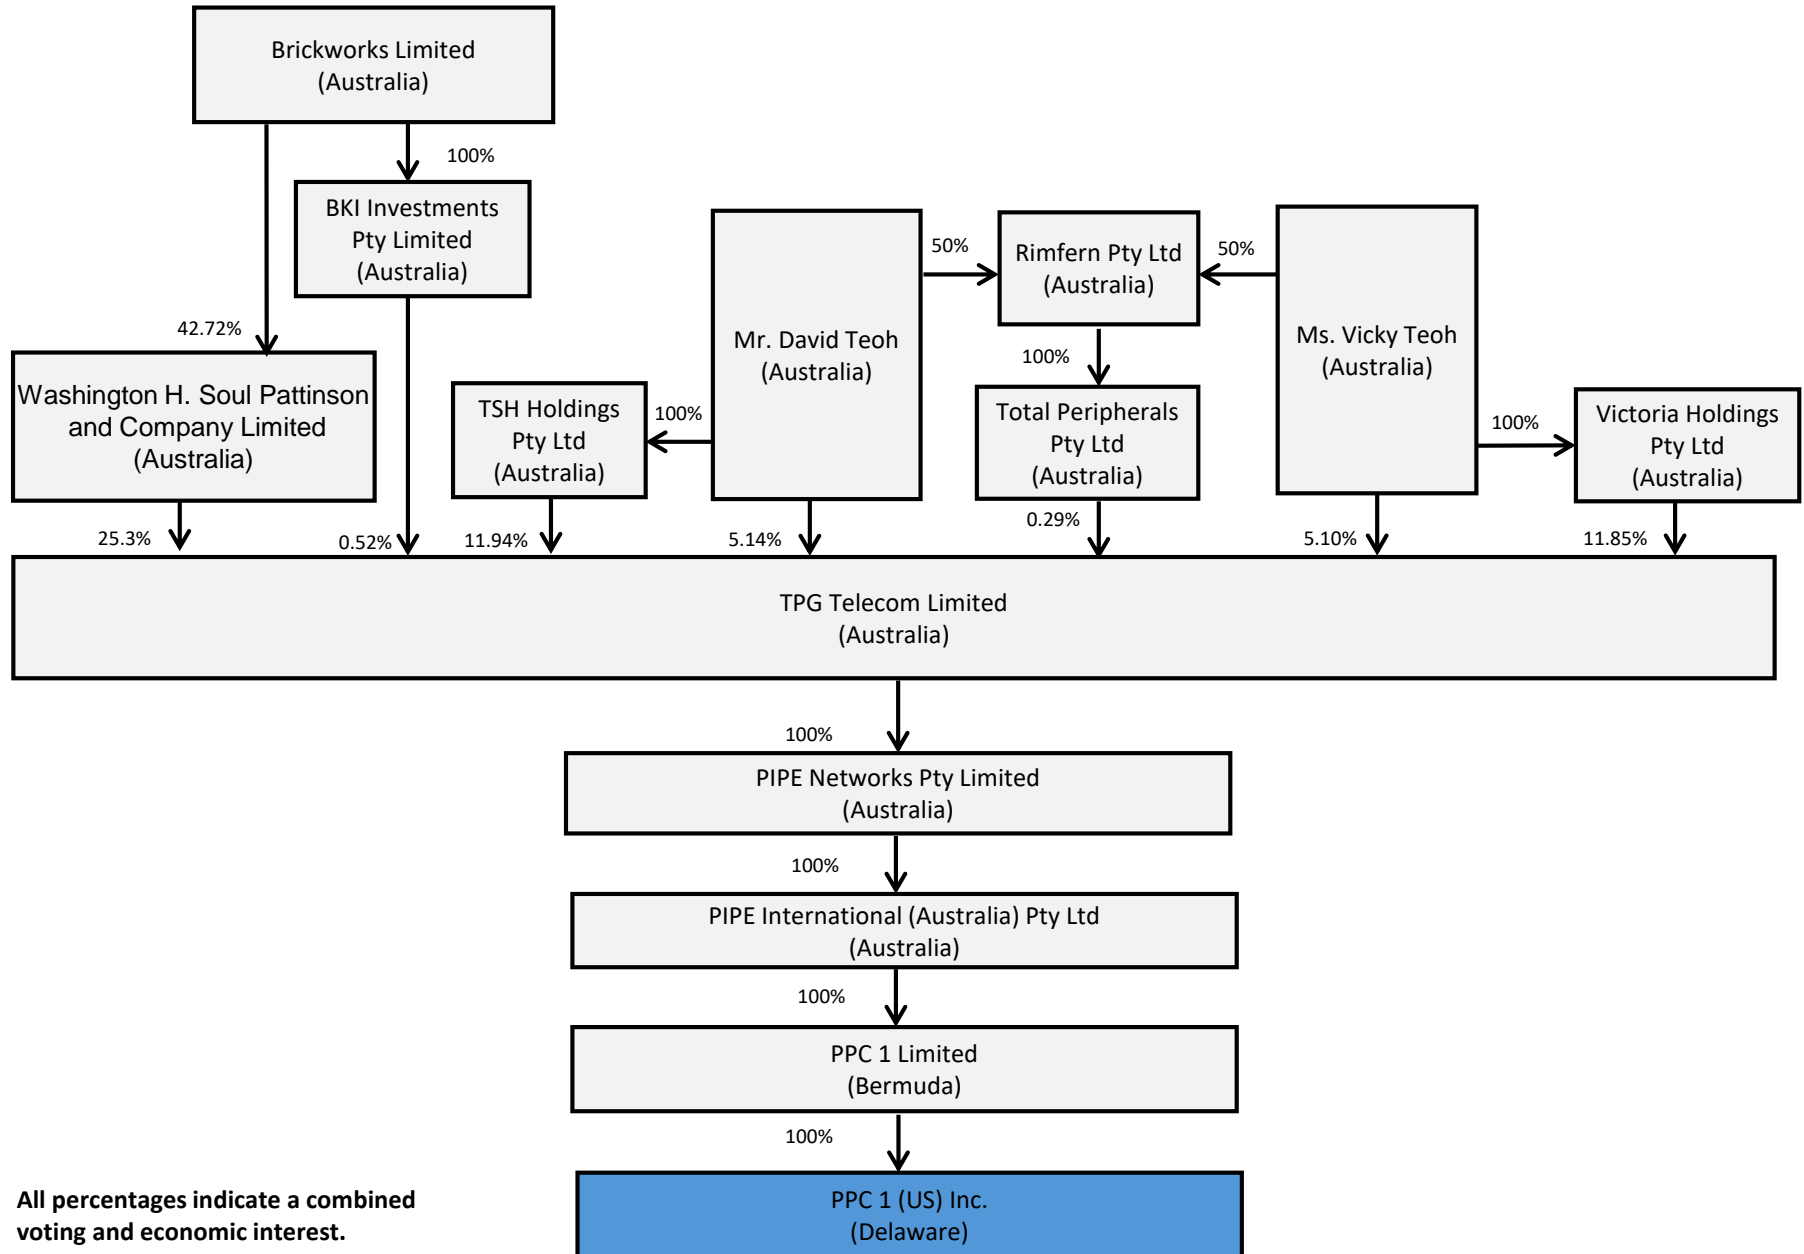 Brickworks Limited
(Australia)
100%
BKI Investments
Pty Limited
(Australia)
42.72%
Washington H. Soul Pattinson
and Company Limited
(Australia)
Mr. David Teoh
(Australia)
50%
Rimfern Pty Ltd
(Australia)
50%
Ms. Vicky Teoh
(Australia)
100%
TSH Holdings
Pty Ltd
(Australia)
100%
Total Peripherals
Pty Ltd
(Australia)
100%
Victoria Holdings
Pty Ltd
(Australia)
25.3%
0.52%
11.94%
5.14%
0.29%
5.10%
11.85%
TPG Telecom Limited
(Australia)
100%
PIPE Networks Pty Limited
(Australia)
100%
PIPE International (Australia) Pty Ltd
(Australia)
100%
PPC 1 Limited
(Bermuda)
100%
PPC 1 (US) Inc.
(Delaware)
All percentages indicate a combined
voting and economic interest.